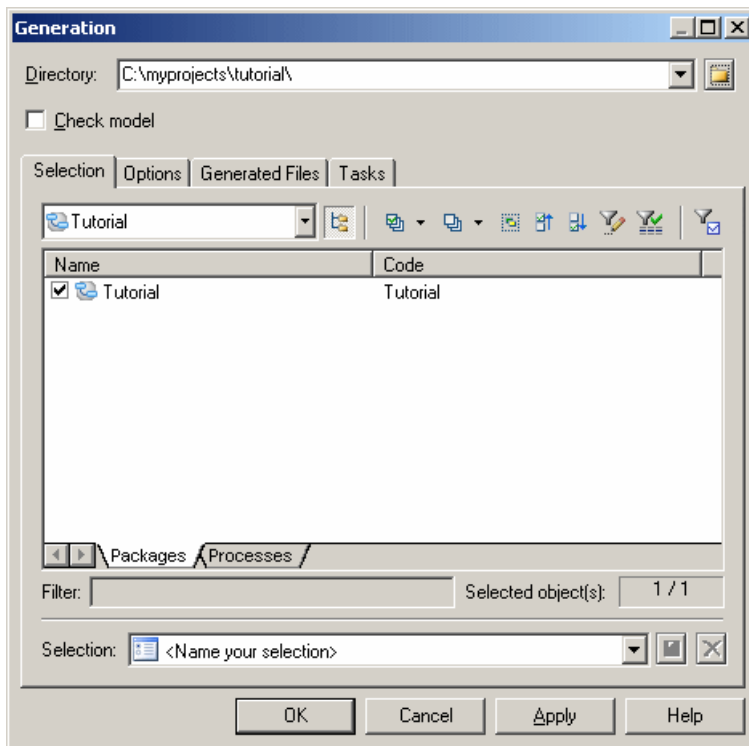 Generation
Directory: C:\myprojects\tutorial\
Check model
Selection Options Generated Files Tasks
Tutorial
Name Code
Tutorial Tutorial
Packages Processes
Filter: Selected object(s): 1 / 1
Selection: <Name your selection>
OK Cancel Apply Help